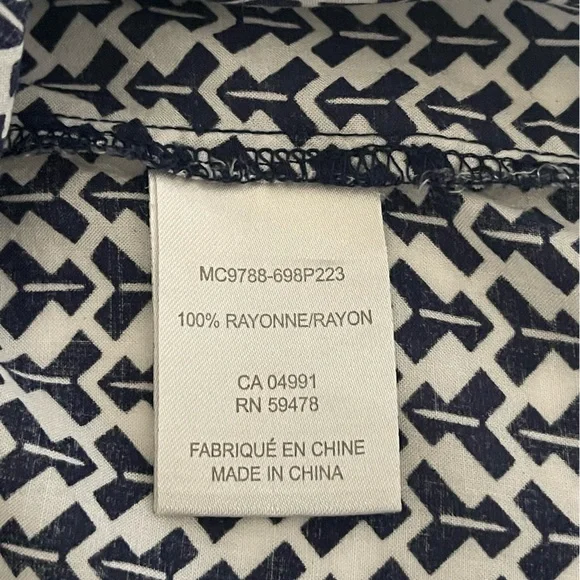 MC9788-698P223
100% RAYONNE/RAYON
CA 04991
RN 59478
FABRIQUÉ EN CHINE
MADE IN CHINA